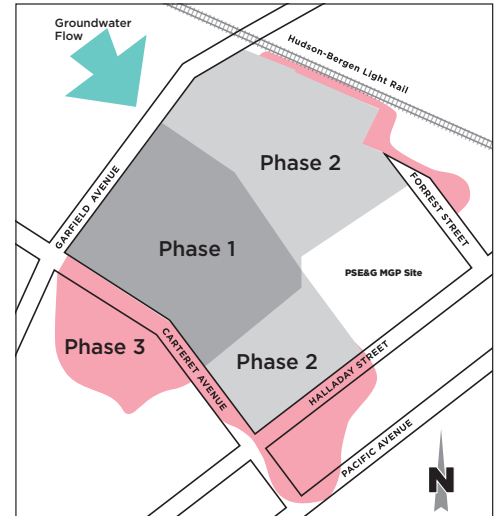 Groundwater
Flow
Hudson-Bergen Light Rail
Phase 2
GARFIELD AVENUE
FORREST STREET
Phase 1
PSE&G MGP Site
Phase 3
CARTERET AVENUE
Phase 2
HALLADAY STREET
PACIFIC AVENUE
N